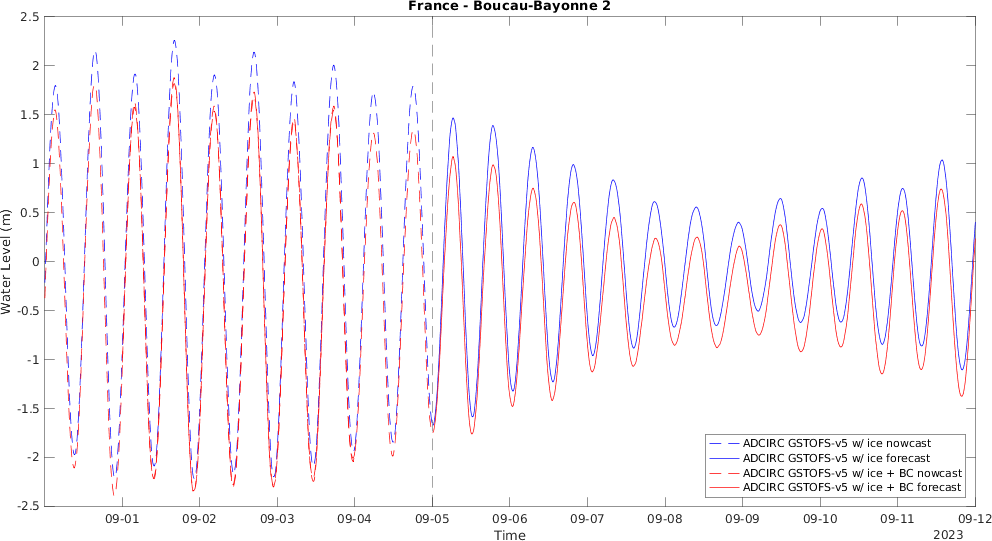 France - Boucau-Bayonne 2
2.5
2
1.5
1
0.5
0
-0.5
-1
-1.5
-2
-2.5
Water Level (m)
ADCIRC GSTOFS-v5 w/ ice nowcast
ADCIRC GSTOFS-v5 w/ ice forecast
ADCIRC GSTOFS-v5 w/ ice + BC nowcast
ADCIRC GSTOFS-v5 w/ ice + BC forecast
09-01 09-02 09-03 09-04 09-05 09-06 09-07 09-08 09-09 09-10 09-11 09-12
Time
2023